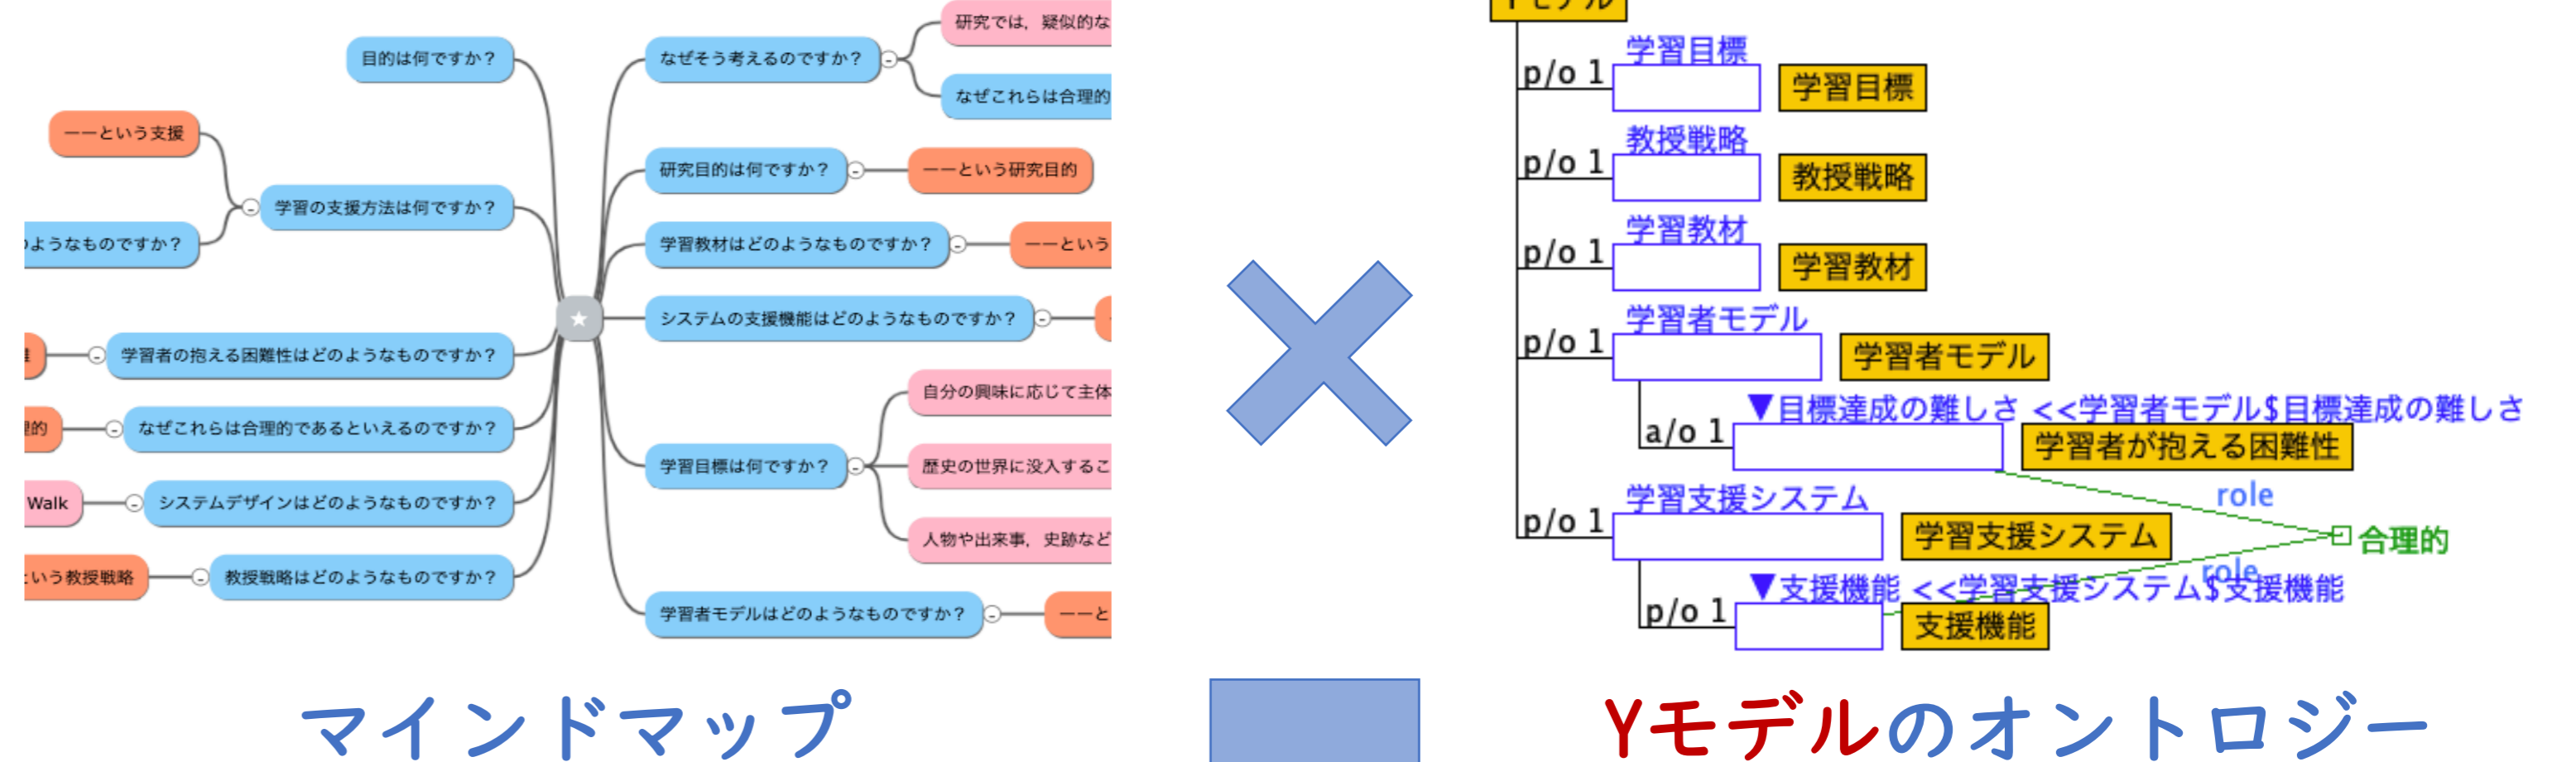 目的は何ですか？
ーーという支援
学習の支援方法は何ですか？
ようなものですか？
学習者の抱える困難性はどのようなものですか？
的
なぜこれらは合理的であるといえるのですか？
Walk
システムデザインはどのようなものですか？
いう教授戦略
教授戦略はどのようなものですか？
★
なぜそう考えるのですか？
研究では，疑似的な
なぜこれらは合理的
研究目的は何ですか？
ーーという研究目的
学習教材はどのようなものですか？
ーーという
システムの支援機能はどのようなものですか？
学習目標は何ですか？
自分の興味に応じて主体
歴史の世界に没入するこ
人物や出来事，史跡など
学習者モデルはどのようなものですか？
ーーと
マインドマップ
モデル
学習目標
p/o 1
学習目標
教授戦略
p/o 1
教授戦略
学習教材
p/o 1
学習教材
学習者モデル
p/o 1
学習者モデル
▼目標達成の難しさ <<学習者モデル$目標達成の難しさ
a/o 1
学習者が抱える困難性
role
学習支援システム
p/o 1
学習支援システム
合理的
role
▼支援機能 <<学習支援システム$支援機能
p/o 1
支援機能
Yモデルのオントロジー